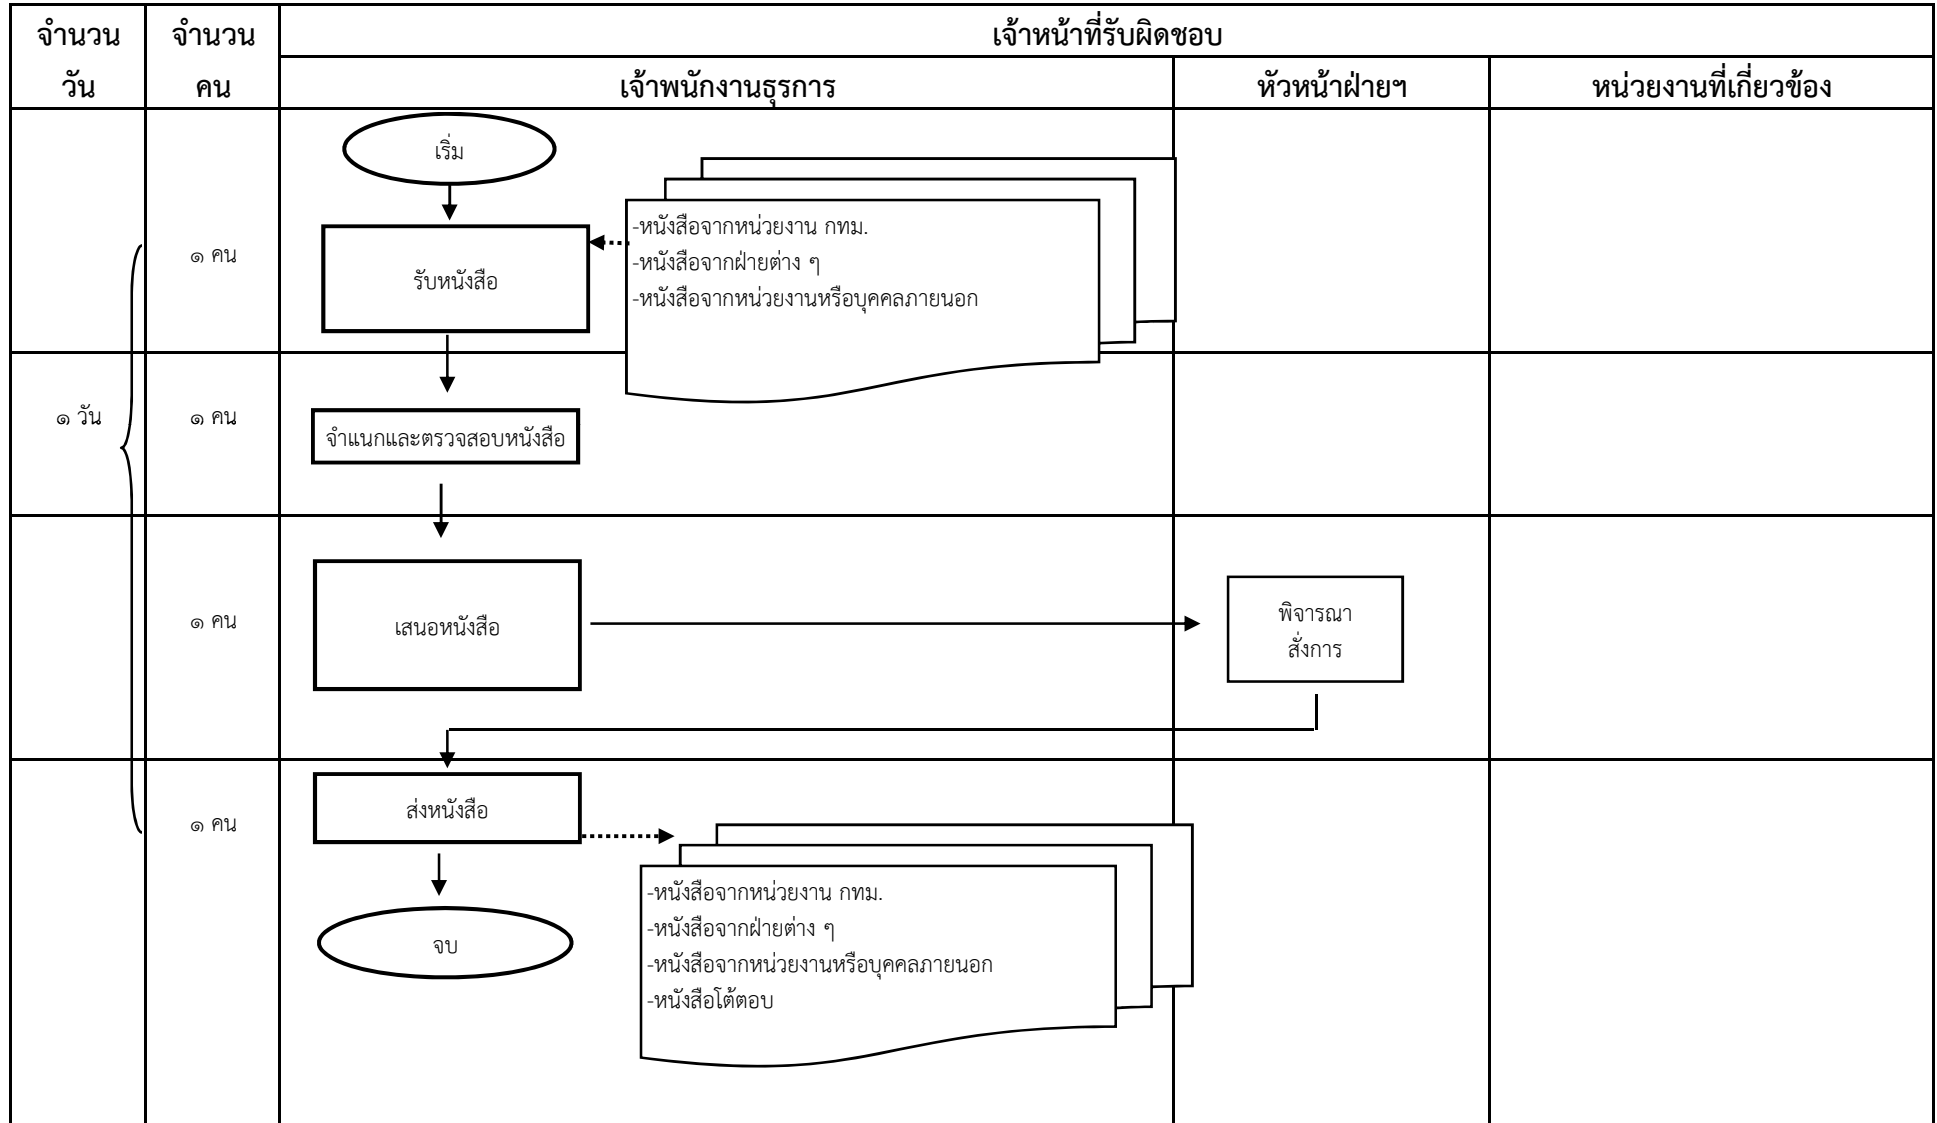 จำนวน
วัน
จำนวน
คน
เจ้าหน้าที่รับผิดชอบ
เจ้าพนักงานธุรการ
หัวหน้าฝ่ายฯ
หน่วยงานที่เกี่ยวข้อง
เริ่ม
-หนังสือจากหน่วยงาน กทม.
-หนังสือจากฝ่ายต่าง ๆ
-หนังสือจากหน่วยงานหรือบุคคลภายนอก
๑ คน
รับหนังสือ
๑ วัน
๑ คน
จำแนกและตรวจสอบหนังสือ
๑ คน
เสนอหนังสือ
พิจารณา
สั่งการ
๑ คน
ส่งหนังสือ
-หนังสือจากหน่วยงาน กทม.
-หนังสือจากฝ่ายต่าง ๆ
-หนังสือจากหน่วยงานหรือบุคคลภายนอก
-หนังสือโต้ตอบ
จบ